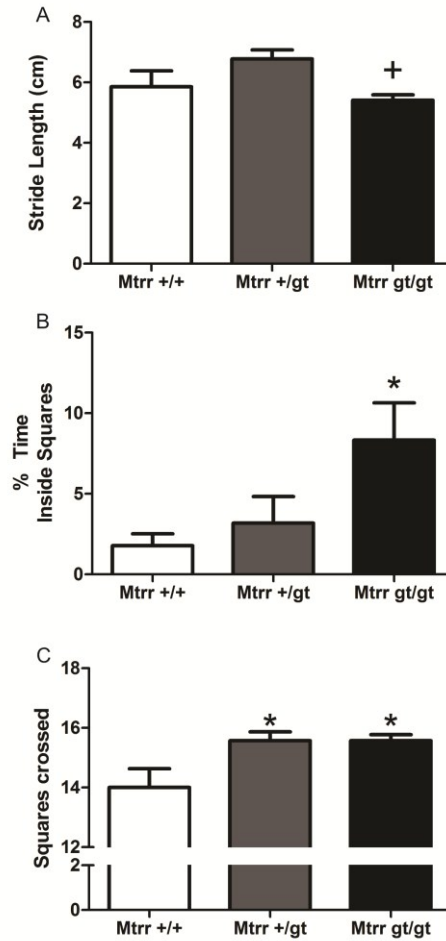 A
Stride Length (cm)
8
6
4
2
0
+
Mtrr +/+ Mtrr +/gt Mtrr gt/gt
B
% Time
Inside Squares
15
10
5
0
*
Mtrr +/+ Mtrr +/gt Mtrr gt/gt
C
Squares crossed
16
14
12
2
0
* *
Mtrr +/+ Mtrr +/gt Mtrr gt/gt